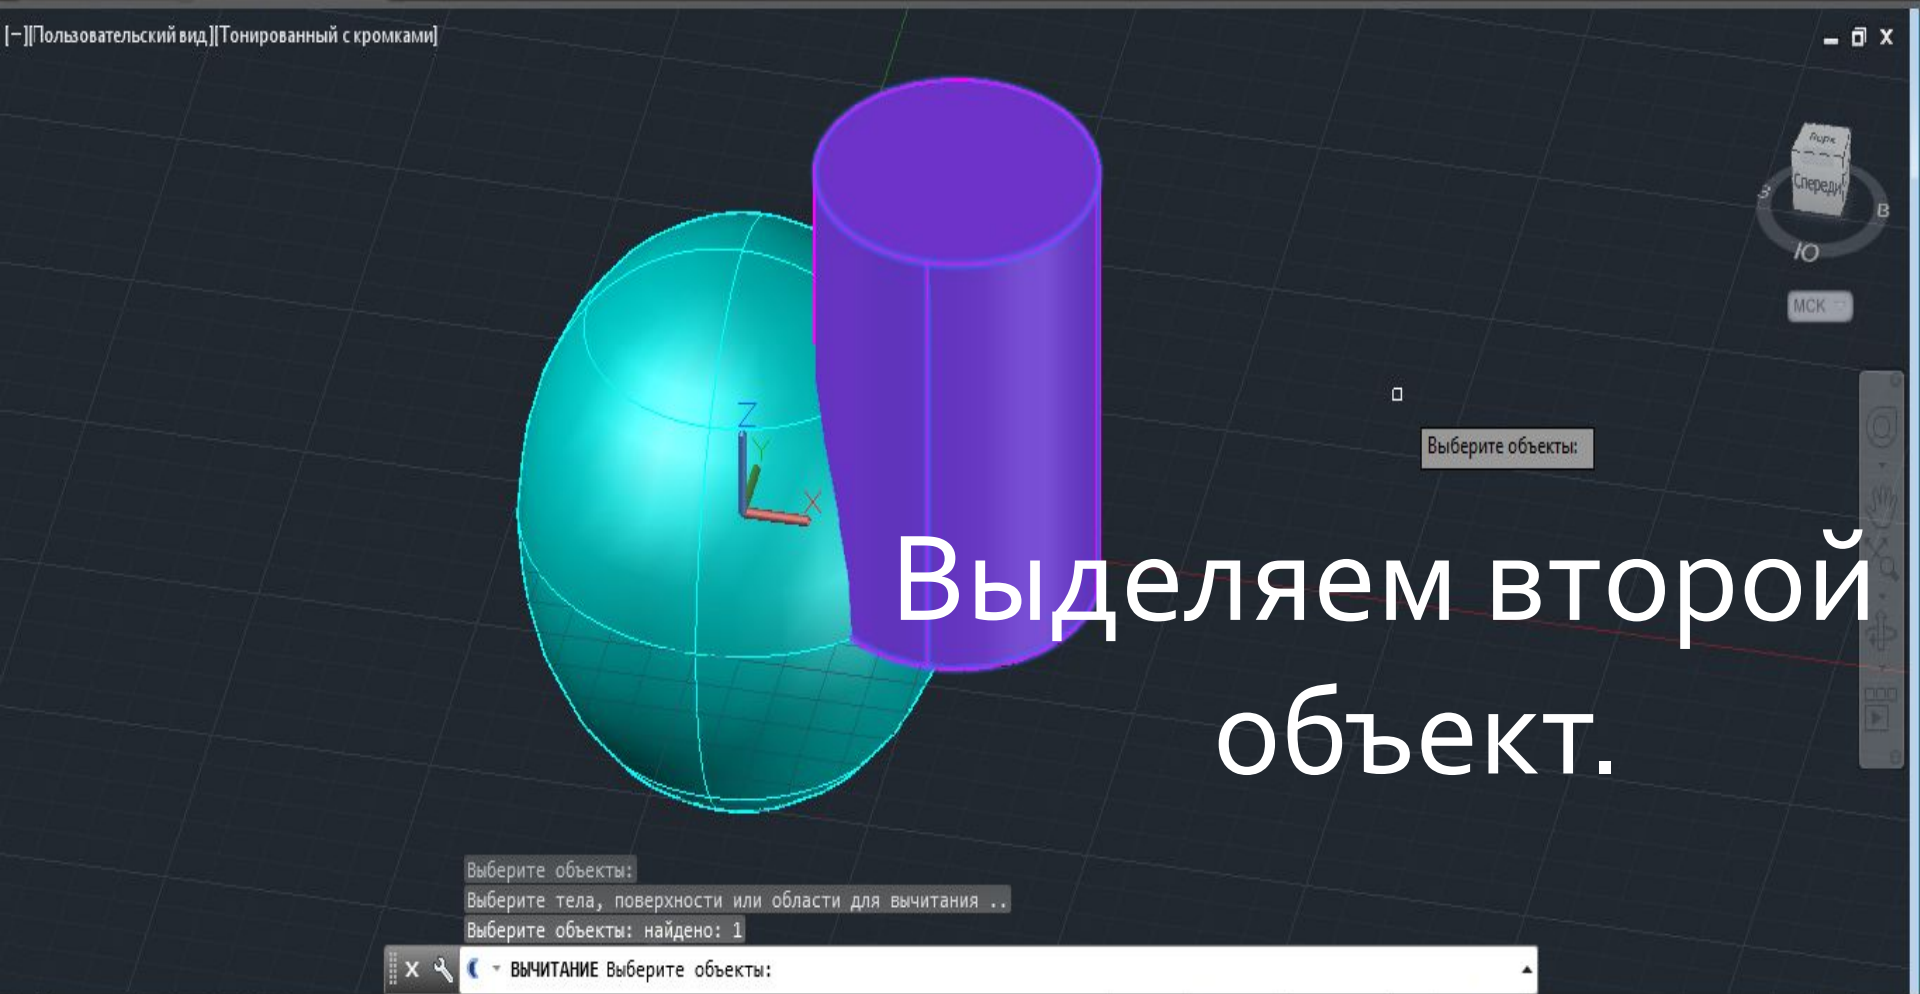 [−][Пользовательский вид][Тонированный с кромками]
Верх
Спереди
В
Ю
МСК
Z
Y
X
Выберите объекты:
Выделяем второй
объект.
Выберите объекты:
Выберите тела, поверхности или области для вычитания ..
Выберите объекты: найдено: 1
ВЫЧИТАНИЕ Выберите объекты: